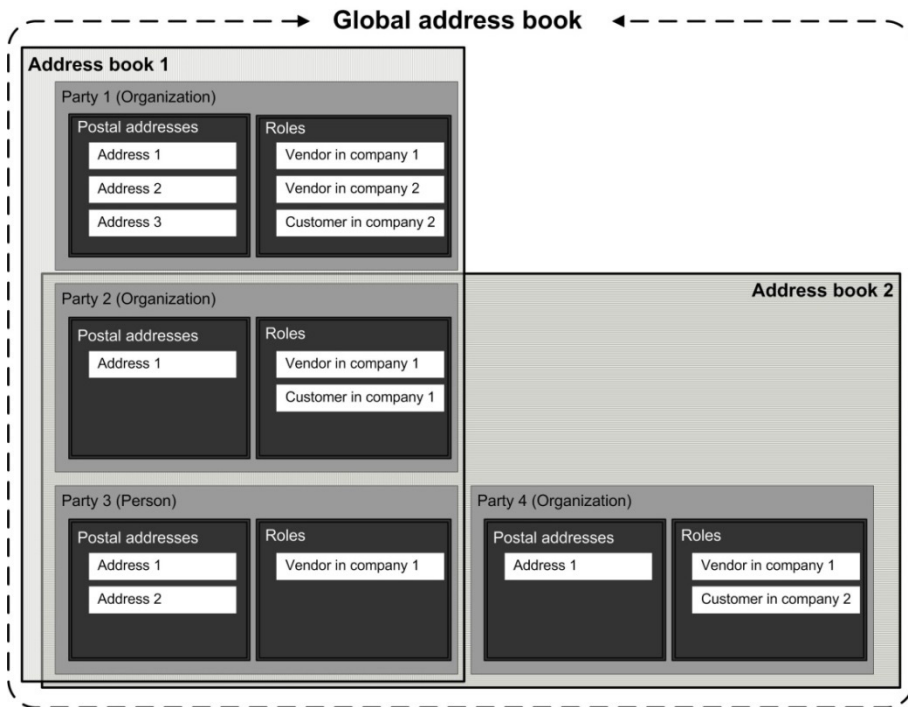 Global address book
Address book 1
Party 1 (Organization)
Postal addresses
Address 1
Address 2
Address 3
Roles
Vendor in company 1
Vendor in company 2
Customer in company 2
Address book 2
Party 2 (Organization)
Postal addresses
Address 1
Roles
Vendor in company 1
Customer in company 1
Party 3 (Person)
Postal addresses
Address 1
Address 2
Roles
Vendor in company 1
Party 4 (Organization)
Postal addresses
Address 1
Roles
Vendor in company 1
Customer in company 2